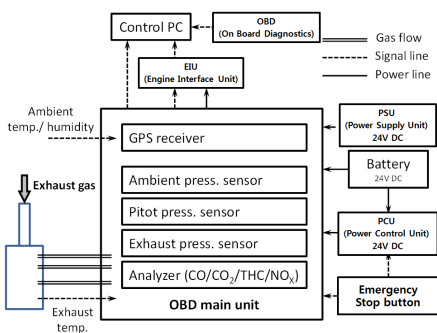 Control PC
OBD
(On Board Diagnostics)
Gas flow
Signal line
Power line
EIU
(Engine Interface Unit)
Ambient
temp./ humidity
GPS receiver
PSU
(Power Supply Unit)
24V DC
Ambient press. sensor
Battery
24V DC
Exhaust gas
Pitot press. sensor
PCU
(Power Control Unit)
24V DC
Exhaust press. sensor
Analyzer (CO/CO₂/THC/NOₓ)
OBD main unit
Emergency
Stop button
Exhaust
temp.